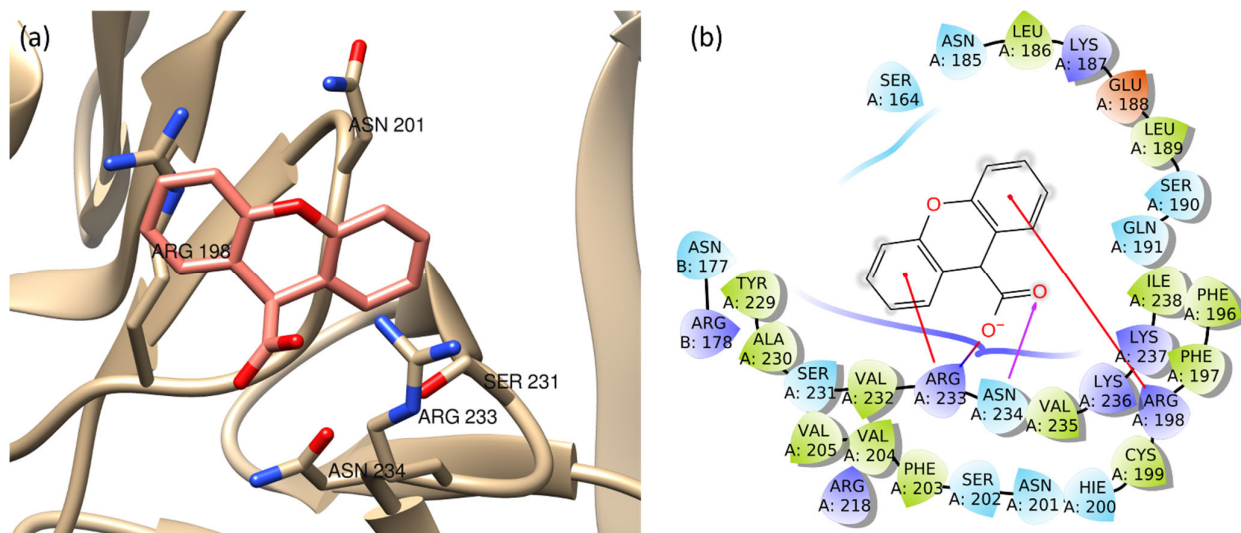 (a)
ASN 201
ARG 198
SER 231
ARG 233
ASN 234
(b)
ASN
A: 185
LEU
A: 186
LYS
A: 187
SER
A: 164
GLU
A: 188
LEU
A: 189
SER
A: 190
GLN
A: 191
O
O
O⁻
ASN
B: 177
TYR
A: 229
ARG
B: 178
ALA
A: 230
ILE
A: 238
PHE
A: 196
LYS
A: 237
PHE
A: 197
SER
A: 231
VAL
A: 232
ARG
A: 233
ASN
A: 234
VAL
A: 235
LYS
A: 236
ARG
A: 198
VAL
A: 205
VAL
A: 204
CYS
A: 199
ARG
A: 218
PHE
A: 203
SER
A: 202
ASN
A: 201
HIE
A: 200